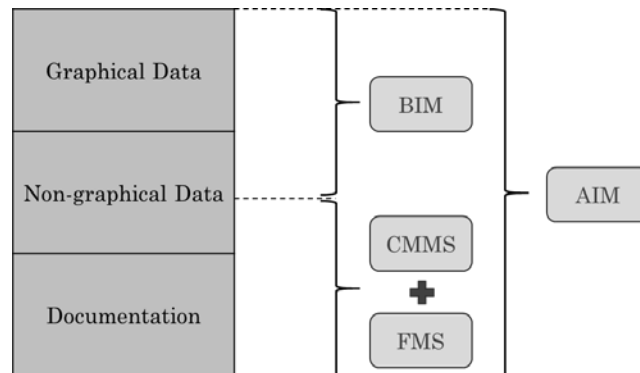 Graphical Data
BIM
Non-graphical Data
AIM
CMMS
Documentation
FMS